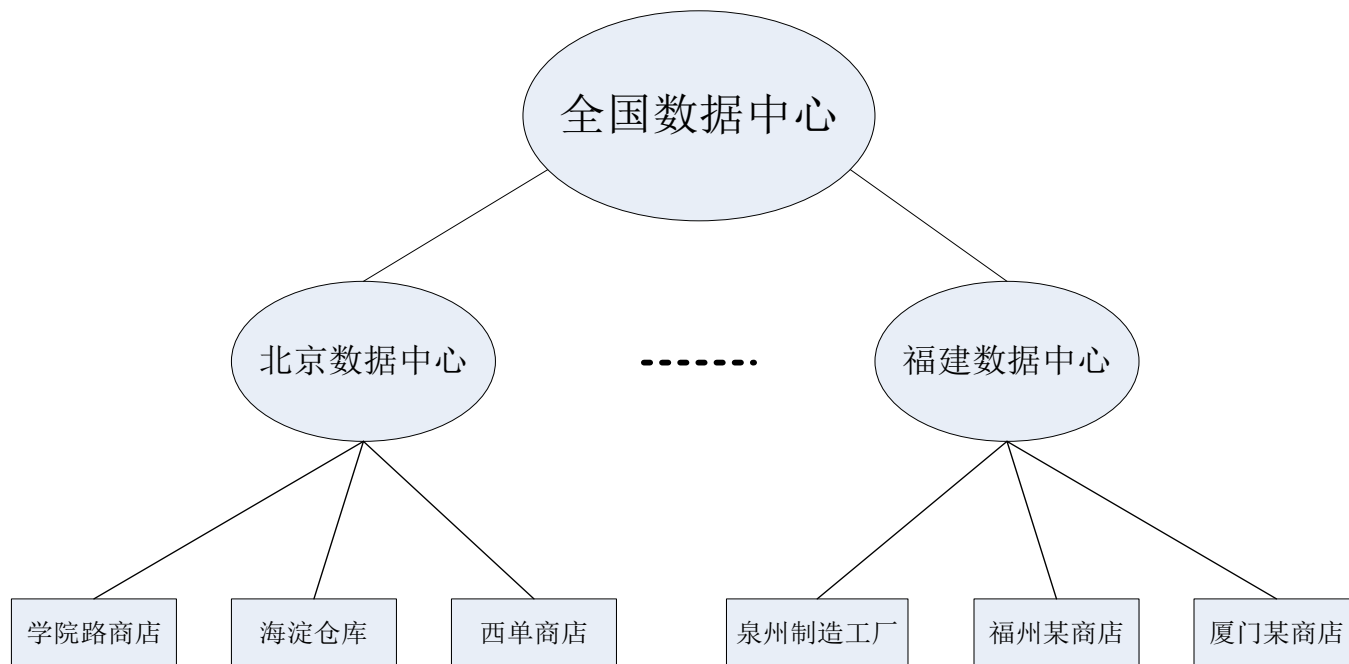 全国数据中心
北京数据中心
福建数据中心
学院路商店
海淀仓库
西单商店
泉州制造工厂
福州某商店
厦门某商店